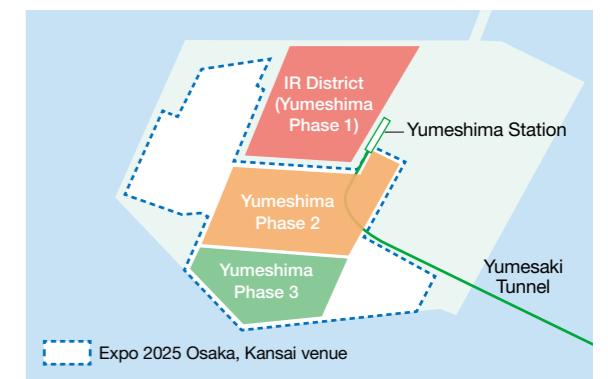 IR District
(Yumeshima
Phase 1)
Yumeshima Station
Yumeshima
Phase 2
Yumeshima
Phase 3
Yumesaki
Tunnel
Expo 2025 Osaka, Kansai venue